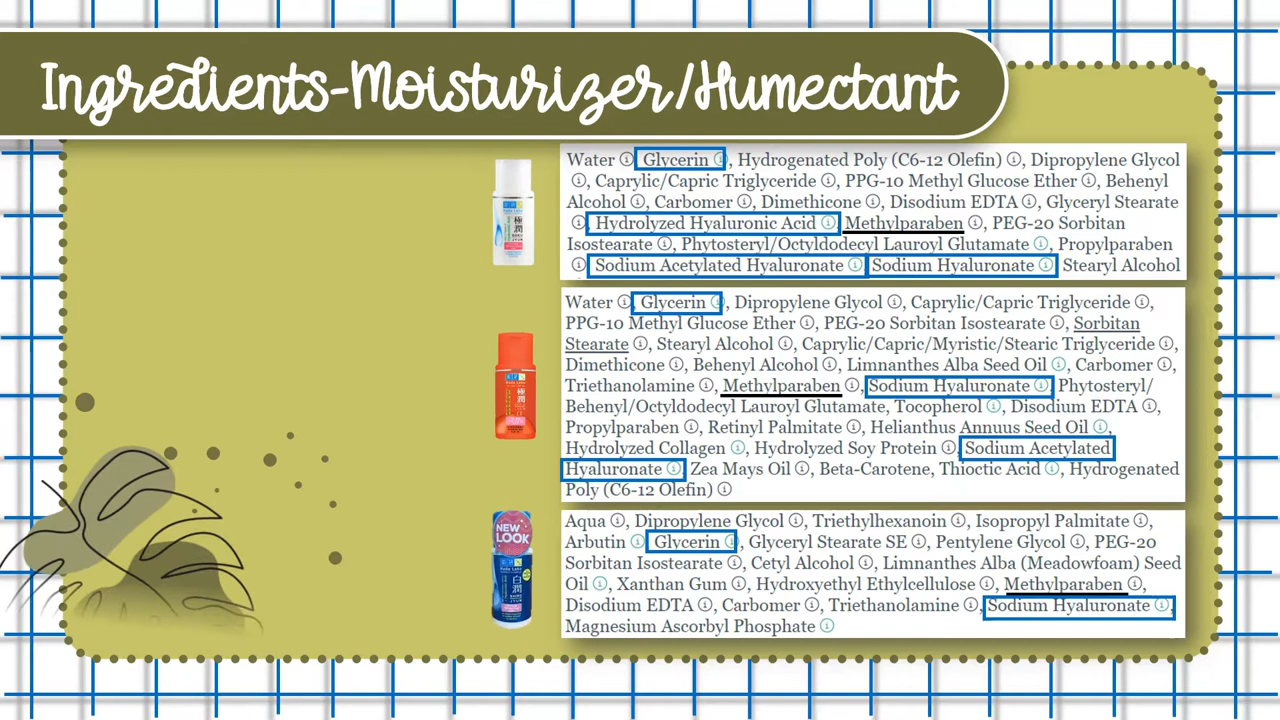 Ingredients-Moisturizer/Humectant
Water ⓘ, Glycerin ⓘ, Hydrogenated Poly (C6-12 Olefin) ⓘ, Dipropylene Glycol
ⓘ, Caprylic/Capric Triglyceride ⓘ, PPG-10 Methyl Glucose Ether ⓘ, Behenyl
Alcohol ⓘ, Carbomer ⓘ, Dimethicone ⓘ, Disodium EDTA ⓘ, Glyceryl Stearate
ⓘ, Hydrolyzed Hyaluronic Acid ⓘ, Methylparaben ⓘ, PEG-20 Sorbitan
Isostearate ⓘ, Phytosteryl/Octyldodecyl Lauroyl Glutamate ⓘ, Propylparaben
ⓘ, Sodium Acetylated Hyaluronate ⓘ, Sodium Hyaluronate ⓘ, Stearyl Alcohol
極潤
Water ⓘ, Glycerin ⓘ, Dipropylene Glycol ⓘ, Caprylic/Capric Triglyceride ⓘ,
PPG-10 Methyl Glucose Ether ⓘ, PEG-20 Sorbitan Isostearate ⓘ, Sorbitan
Stearate ⓘ, Stearyl Alcohol ⓘ, Caprylic/Capric/Myristic/Stearic Triglyceride ⓘ,
Dimethicone ⓘ, Behenyl Alcohol ⓘ, Limnanthes Alba Seed Oil ⓘ, Carbomer ⓘ,
Triethanolamine ⓘ, Methylparaben ⓘ, Sodium Hyaluronate ⓘ, Phytosteryl/
Behenyl/Octyldodecyl Lauroyl Glutamate, Tocopherol ⓘ, Disodium EDTA ⓘ,
Propylparaben ⓘ, Retinyl Palmitate ⓘ, Helianthus Annuus Seed Oil ⓘ,
Hydrolyzed Collagen ⓘ, Hydrolyzed Soy Protein ⓘ, Sodium Acetylated
Hyaluronate ⓘ, Zea Mays Oil ⓘ, Beta-Carotene, Thioctic Acid ⓘ, Hydrogenated
Poly (C6-12 Olefin) ⓘ
極潤
Aqua ⓘ, Dipropylene Glycol ⓘ, Triethylhexanoin ⓘ, Isopropyl Palmitate ⓘ,
Arbutin ⓘ, Glycerin ⓘ, Glyceryl Stearate SE ⓘ, Pentylene Glycol ⓘ, PEG-20
Sorbitan Isostearate ⓘ, Cetyl Alcohol ⓘ, Limnanthes Alba (Meadowfoam) Seed
Oil ⓘ, Xanthan Gum ⓘ, Hydroxyethyl Ethylcellulose ⓘ, Methylparaben ⓘ,
Disodium EDTA ⓘ, Carbomer ⓘ, Triethanolamine ⓘ, Sodium Hyaluronate ⓘ,
Magnesium Ascorbyl Phosphate ⓘ
NEW
LOOK
白潤